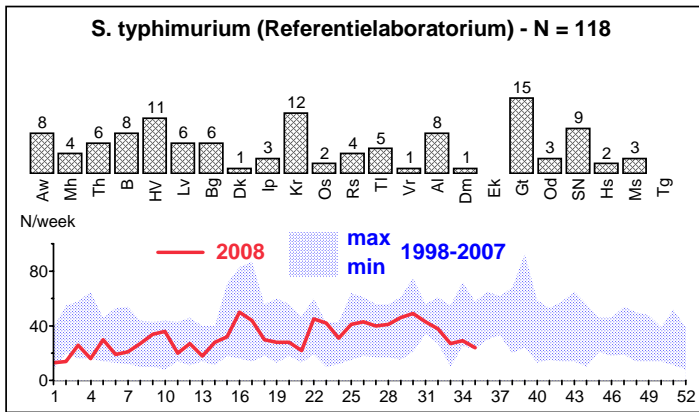 S. typhimurium (Referentielaboratorium) - N = 118
8 4 6 8 11 6 6 1 3 12 2 4 5 1 8 1 15 3 9 2 3
Aw Mh Th B HV Lv Bg Dk Ip Kr Os Rs Tl Vr Al Dm Ek Gt Od SN Hs Ms Tg
N/week
2008
max
min
1998-2007
80
40
0
1 4 7 10 13 16 19 22 25 28 31 34 37 40 43 46 49 52